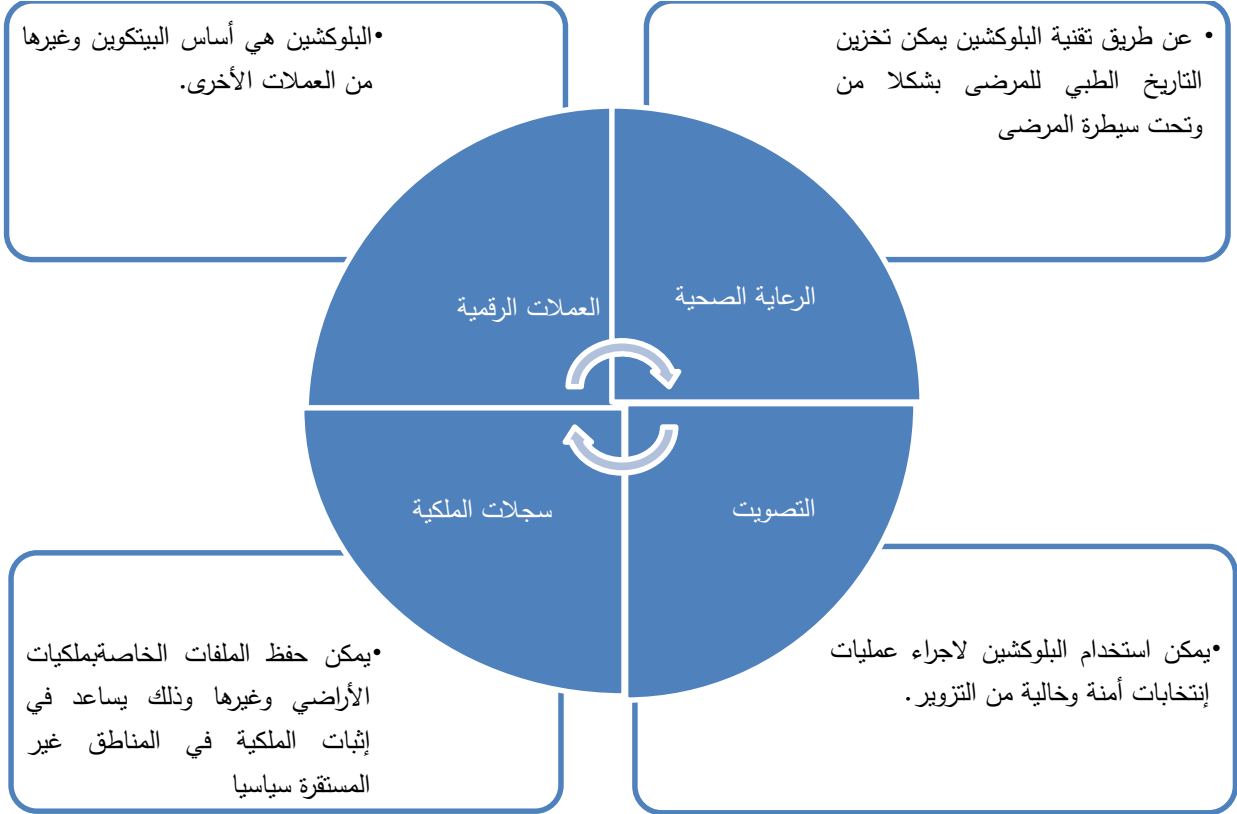 • عن طريق تقنية البلوكشين يمكن تخزين
التاريخ الطبي للمرضى بشكلا من
وتحت سيطرة المرضى
•البلوكشين هي أساس البيتكوين وغيرها
من العملات الأخرى.
الرعاية الصحية
العملات الرقمية
التصويت
سجلات الملكية
•يمكن استخدام البلوكشين لاجراء عمليات
إنتخابات أمنة وخالية من التزوير.
•يمكن حفظ الملفات الخاصةبملكيات
الأراضي وغيرها وذلك يساعد في
إثبات الملكية في المناطق غير
المستقرة سياسيا